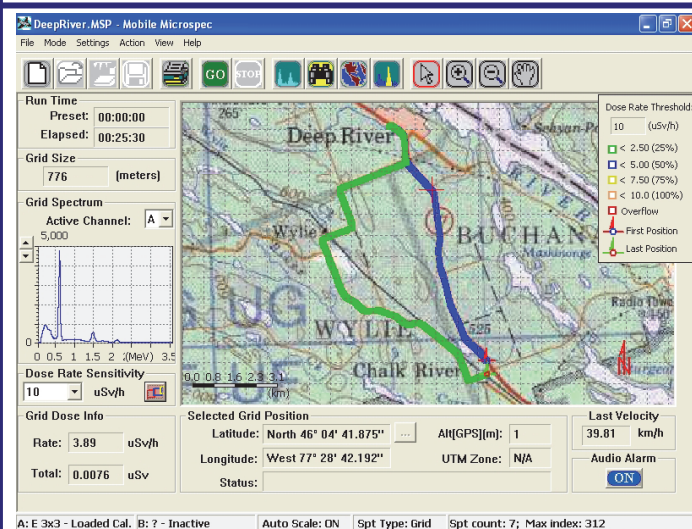 DeepRiver.MSP - Mobile Microspec
File Mode Settings Action View Help
GO STOP
Run Time
Preset: 00:00:00
Elapsed: 00:25:30
Grid Size
776 (meters)
Grid Spectrum
Active Channel: A
5,000
0
0 0.5 1 1.5 2 2(MeV) 3.5
Dose Rate Sensitivity
10 uSv/h
Grid Dose Info
Rate: 3.89 uSv/h
Total: 0.0076 uSv
265
Deep River
600
Wylie
RIVER
400
BUCHAN
Radio Tower
WYLIE
525
Chalk River
0.0 0.8 1.6 2.3 3.1
(km)
Dose Rate Threshold:
10 (uSv/h)
< 2.50 (25%)
< 5.00 (50%)
< 7.50 (75%)
< 10.0 (100%)
Overflow
First Position
Last Position
Selected Grid Position
Latitude: North 46° 04' 41.875" ... Alt[GPS](m): 1
Longitude: West 77° 28' 42.192" UTM Zone: N/A
Status:
Last Velocity
39.81 km/h
Audio Alarm
ON
A: E 3x3 - Loaded Cal. B: ? - Inactive Auto Scale: ON Spt Type: Grid Spt count: 7; Max index: 312